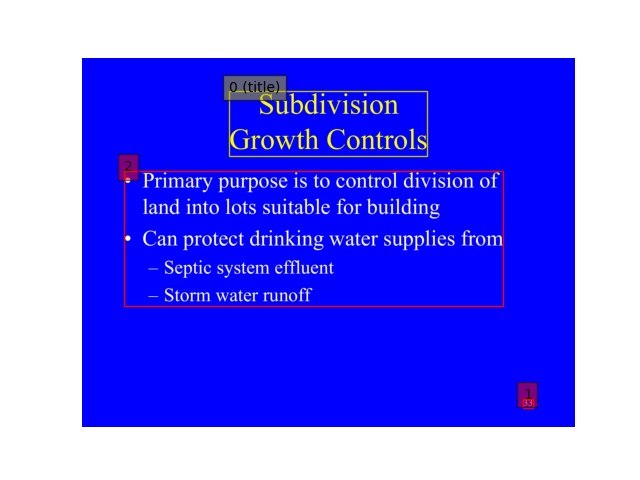 0 (title)
Subdivision
Growth Controls
2
• Primary purpose is to control division of
land into lots suitable for building
• Can protect drinking water supplies from
– Septic system effluent
– Storm water runoff
1
33